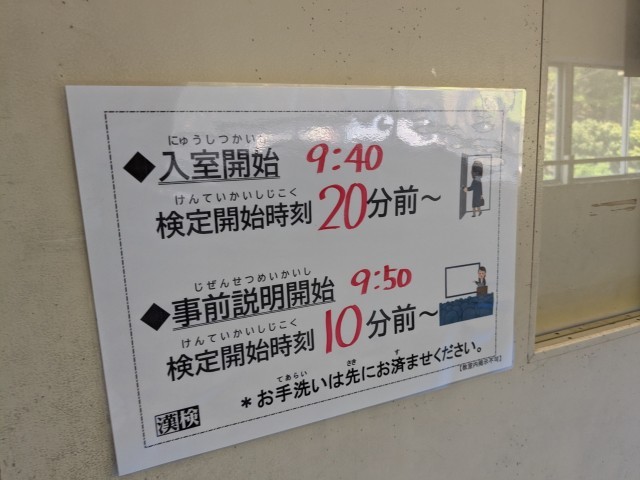 にゅうしつかいし
◆入室開始 9:40
けんていかいしじこく
検定開始時刻20分前～
じぜんせつめいかいし
◆事前説明開始 9:50
けんていかいしじこく
検定開始時刻10分前～
てあらい さき す
＊お手洗いは先にお済ませください。
漢検